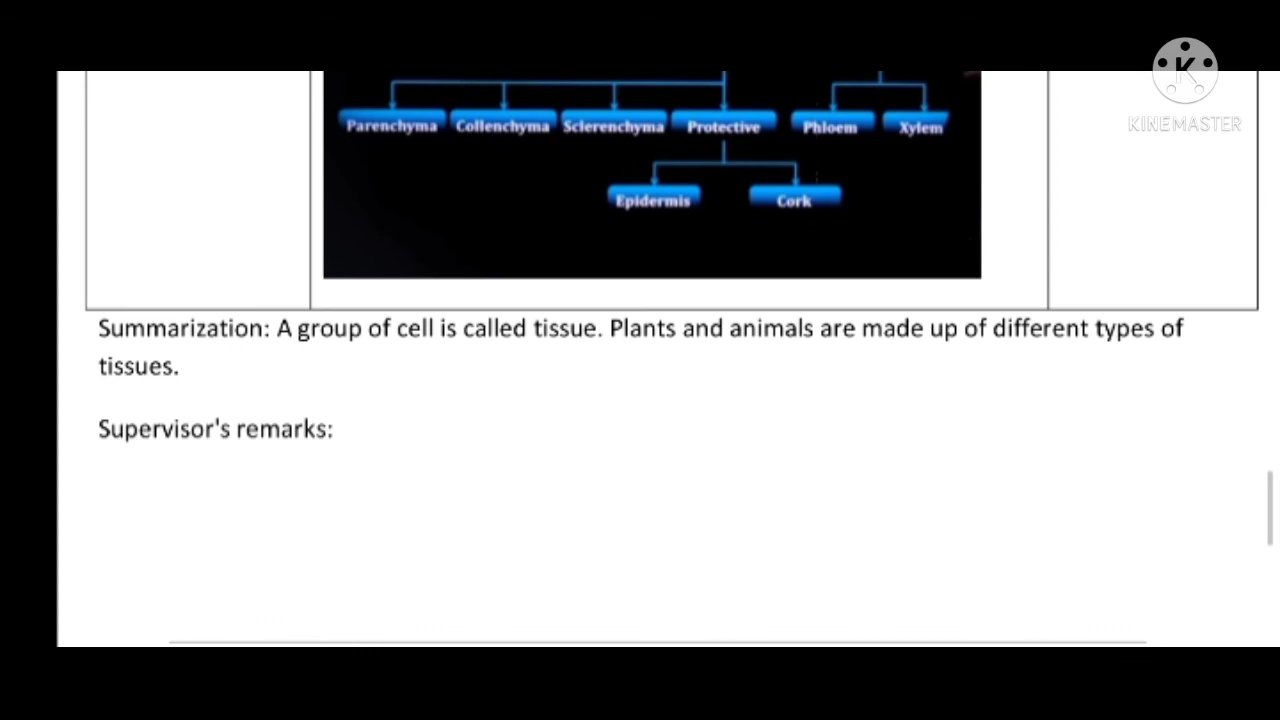 K
KINEMASTER
Parenchyma Collenchyma Sclerenchyma Protective Phloem Xylem
Epidermis Cork
Summarization: A group of cell is called tissue. Plants and animals are made up of different types of
tissues.
Supervisor's remarks: